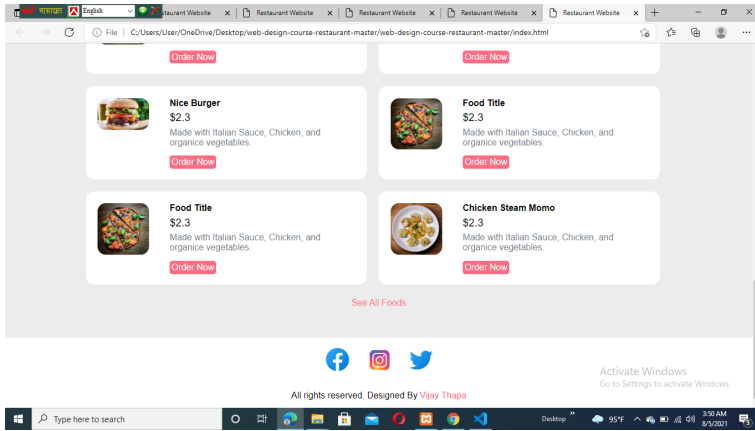 বায়ান্নো English
staurant Website Restaurant Website Restaurant Website Restaurant Website Restaurant Website
File C:/Users/User/OneDrive/Desktop/web-design-course-restaurant-master/web-design-course-restaurant-master/index.html
Order Now Order Now
Nice Burger
$2.3
Made with Italian Sauce, Chicken, and
organice vegetables.
Order Now
Food Title
$2.3
Made with Italian Sauce, Chicken, and
organice vegetables.
Order Now
Food Title
$2.3
Made with Italian Sauce, Chicken, and
organice vegetables.
Order Now
Chicken Steam Momo
$2.3
Made with Italian Sauce, Chicken, and
organice vegetables.
Order Now
See All Foods
All rights reserved. Designed By Vijay Thapa
Activate Windows
Go to Settings to activate Windows.
Type here to search
Desktop
95°F
3:50 AM
8/5/2021